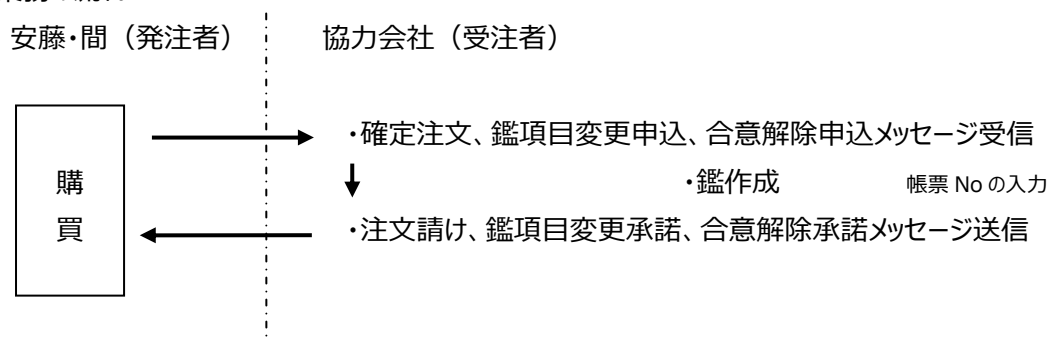 安藤・間（発注者）
協力会社（受注者）
・確定注文、鑑項目変更申込、合意解除申込メッセージ受信
購
買
・鑑作成
帳票 No の入力
・注文請け、鑑項目変更承諾、合意解除承諾メッセージ送信